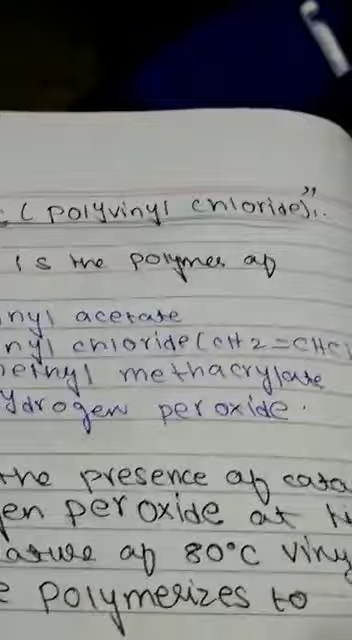 : (polyvinyl chloride)":
is the polymer of
nyl acetate
nyl chloride (CH2=CHCl
ethyl methacrylate
ydrogen peroxide.
the presence of cata
en peroxide at h
ature of 80°C viny
e polymerizes to